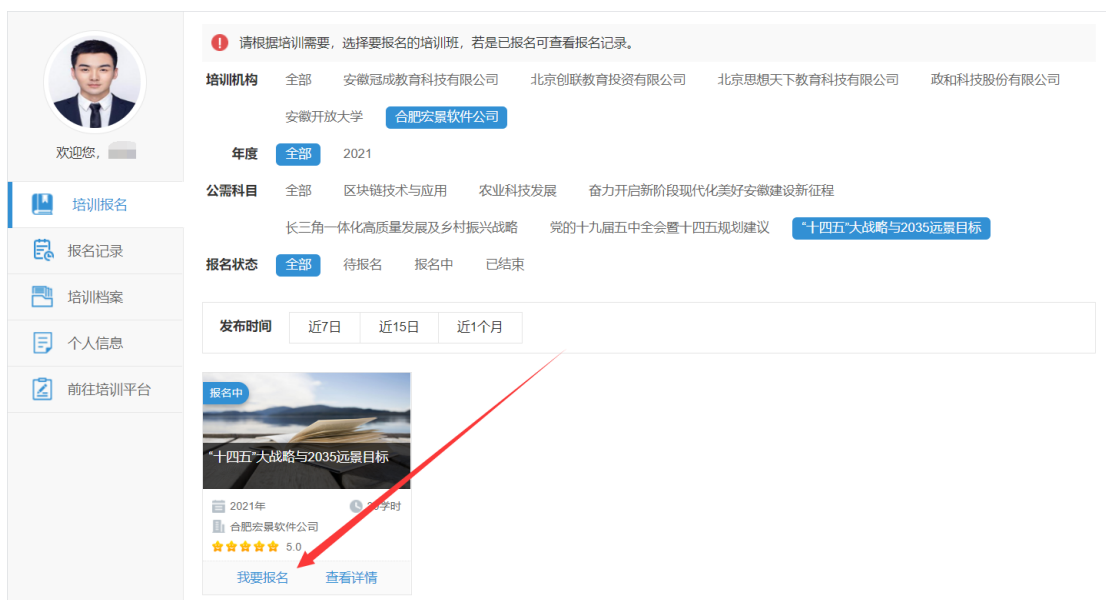 请根据培训需要，选择要报名的培训班，若是已报名可查看报名记录。
培训机构 全部 安徽冠成教育科技有限公司 北京创联教育投资有限公司 北京思想天下教育科技有限公司 政和科技股份有限公司
安徽开放大学 合肥宏景软件公司
年度 全部 2021
公需科目 全部 区块链技术与应用 农业科技发展 奋力开启新阶段现代化美好安徽建设新征程
长三角一体化高质量发展及乡村振兴战略 党的十九届五中全会暨十四五规划建议 “十四五”大战略与2035远景目标
报名状态 全部 待报名 报名中 已结束
发布时间 近7日 近15日 近1个月
欢迎您，
培训报名
报名记录
培训档案
个人信息
前往培训平台
报名中
“十四五”大战略与2035远景目标
2021年 学时
合肥宏景软件公司
5.0
我要报名 查看详情